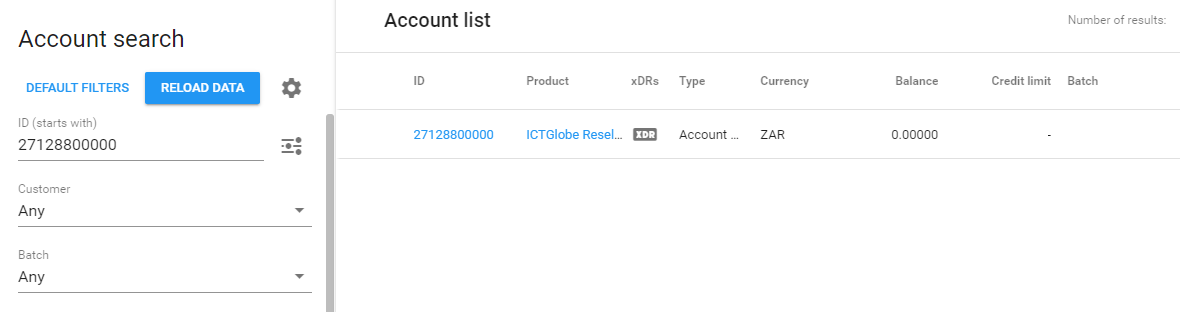 Account search
DEFAULT FILTERS RELOAD DATA
ID (starts with)
27128800000
Customer
Any
Batch
Any
Account list
Number of results:
ID Product xDRs Type Currency Balance Credit limit Batch
27128800000 ICTGlobe Resel... XDR Account ... ZAR 0.00000 -